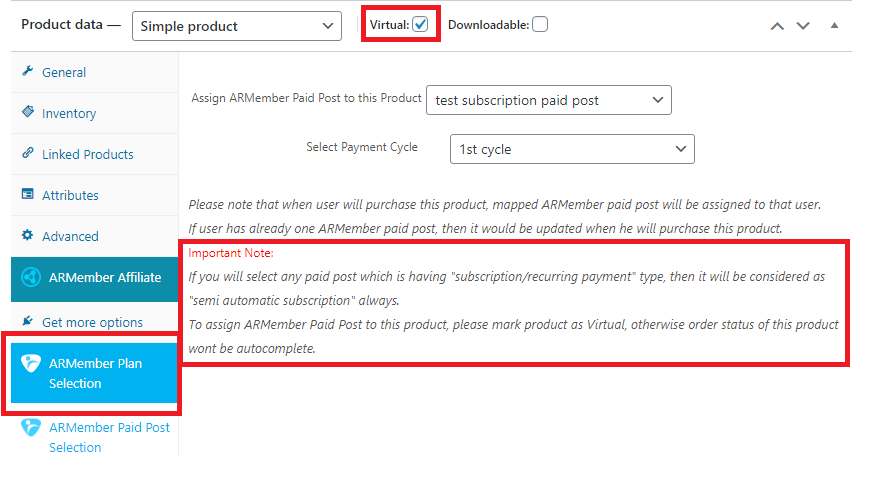 Product data —
Simple product
Virtual:
Downloadable:
General
Inventory
Linked Products
Attributes
Advanced
ARMember Affiliate
Get more options
ARMember Plan
Selection
ARMember Paid Post
Selection
Assign ARMember Paid Post to this Product
test subscription paid post
Select Payment Cycle
1st cycle
Please note that when user will purchase this product, mapped ARMember paid post will be assigned to that user.
If user has already one ARMember paid post, then it would be updated when he will purchase this product.
Important Note:
If you will select any paid post which is having "subscription/recurring payment" type, then it will be considered as
"semi automatic subscription" always.
To assign ARMember Paid Post to this product, please mark product as Virtual, otherwise order status of this product
wont be autocomplete.